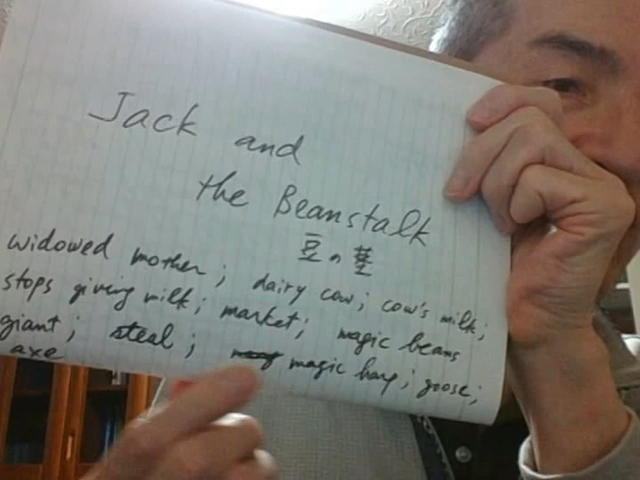 Jack and
the Beanstalk
豆の茎
widowed mother; dairy cow; cow's milk;
stops giving milk; market; magic beans
giant; steal; magic harp; goose;
axe